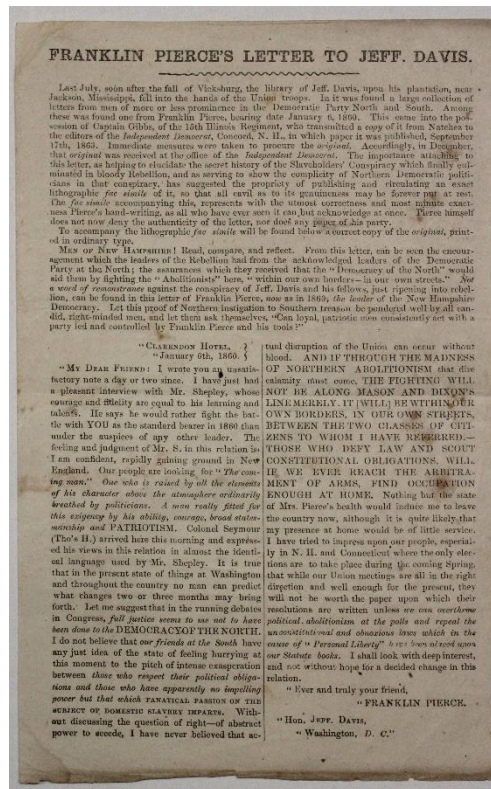 FRANKLIN PIERCE'S LETTER TO JEFF. DAVIS.
Last July, soon after the fall of Vicksburg, the library of Jeff. Davis, upon his plantation, near
Jackson, Mississippi, fell into the hands of the Union troops. In it was found a large collection of
letters from men of more or less prominence in the Democratic Party North and South. Among
these was found one from Franklin Pierce, bearing date January 6, 1860. This came into the pos-
session of Captain Gibbs, of the 15th Illinois Regiment, who transmitted a copy of it from Natchez to
the editors of the Independent Democrat, Concord, N. H., in which paper it was published, September
17th, 1863. Immediate measures were taken to procure the original. Accordingly, in December,
that original was received at the office of the Independent Democrat. The importance attaching to
this letter, as helping to elucidate the secret history of the Slaveholders' Conspiracy which finally cul-
minated in bloody Rebellion, and as serving to show the complicity of Northern Democratic politi-
cians in that conspiracy, has suggested the propriety of publishing and circulating an exact
lithographic fac simile of it, so that all cavil as to its genuineness may be forever put at rest.
The fac simile accompanying this, represents with the utmost correctness and most minute exact-
ness Pierce's hand-writing, as all who have ever seen it can but acknowledge at once. Pierce himself
does not now deny the authenticity of the letter, nor does any paper of his party.
To accompany the lithographic fac simile will be found below a correct copy of the original, print-
ed in ordinary type.
MEN OF NEW HAMPSHIRE! Read, compare, and reflect. From this letter, can be seen the encour-
agement which the leaders of the Rebellion had from the acknowledged leaders of the Democratic
Party at the North; the assurances which they received that the "Democracy of the North" would
aid them by fighting the "Abolitionists" here, "within our own borders—in our own streets." Not
a word of remonstrance against the conspiracy of Jeff. Davis and his fellows, just ripening into rebel-
lion, can be found in this letter of Franklin Pierce, now as in 1860, the leader of the New Hampshire
Democracy. Let this proof of Northern instigation to Southern treason be pondered well by all can-
did, right-minded men, and let them ask themselves, "Can loyal, patriotic men consistently act with a
party led and controlled by Franklin Pierce and his tools?"
"CLARENDON HOTEL, }
"January 6th, 1860. }
"MY DEAR FRIEND: I wrote you an unsatis-
factory note a day or two since. I have just had
a pleasant interview with Mr. Shepley, whose
courage and fidelity are equal to his learning and
talents. He says he would rather fight the bat-
tle with YOU as the standard bearer in 1860 than
under the auspices of any other leader. The
feeling and judgment of Mr. S. in this relation is
I am confident, rapidly gaining ground in New
England. Our people are looking for "The com-
ing man." One who is raised by all the elements
of his character above the atmosphere ordinarily
breathed by politicians. A man really fitted for
this exigency by his ability, courage, broad states-
manship and PATRIOTISM. Colonel Seymour
(Tho's H.) arrived here this morning and express-
ed his views in this relation in almost the identi-
cal language used by Mr. Shepley. It is true
that in the present state of things at Washington
and throughout the country no man can predict
what changes two or three months may bring
forth. Let me suggest that in the running debates
in Congress, full justice seems to me not to have
been done to the DEMOCRACY OF THE NORTH.
I do not believe that our friends at the South have
any just idea of the state of feeling hurrying at
this moment to the pitch of intense exasperation
between those who respect their political obliga-
tions and those who have apparently no impelling
power but that which FANATICAL PASSION ON THE
SUBJECT OF DOMESTIC SLAVERY IMPARTS. With-
out discussing the question of right—of abstract
power to secede, I have never believed that ac-
tual disruption of the Union can occur without
blood. AND IF THROUGH THE MADNESS
OF NORTHERN ABOLITIONISM that dire
calamity must come, THE FIGHTING WILL
NOT BE ALONG MASON AND DIXON'S
LINE MERELY. IT [WILL] BE WITHIN OUR
OWN BORDERS, IN OUR OWN STREETS,
BETWEEN THE TWO CLASSES OF CITI-
ZENS TO WHOM I HAVE REFERRED.—
THOSE WHO DEFY LAW AND SCOUT
CONSTITUTIONAL OBLIGATIONS, WILL,
IF WE EVER REACH THE ARBITRA-
MENT OF ARMS, FIND OCCUPATION
ENOUGH AT HOME. Nothing but the state
of Mrs. Pierce's health would induce me to leave
the country now, although it is quite likely that
my presence at home would be of little service.
I have tried to impress upon our people, especial-
ly in N. H. and Connecticut where the only elec-
tions are to take place during the coming Spring,
that while our Union meetings are all in the right
direction and well enough for the present, they
will not be worth the paper upon which their
resolutions are written unless we can overthrow
political abolitionism at the polls and repeal the
unconstitutional and obnoxious laws which in the
cause of "Personal Liberty" have been placed upon
our Statute books. I shall look with deep interest,
and not without hope for a decided change in this
relation.
"Ever and truly your friend,
"FRANKLIN PIERCE.
"Hon. JEFF. DAVIS,
"Washington, D. C."